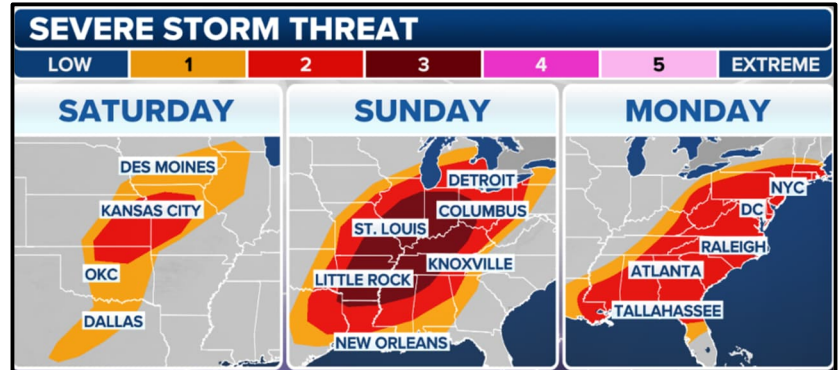 SEVERE STORM THREAT
LOW 1 2 3 4 5 EXTREME
SATURDAY
DES MOINES
KANSAS CITY
OKC
DALLAS
SUNDAY
DETROIT
COLUMBUS
ST. LOUIS
KNOXVILLE
LITTLE ROCK
NEW ORLEANS
MONDAY
NYC
DC
RALEIGH
ATLANTA
TALLAHASSEE